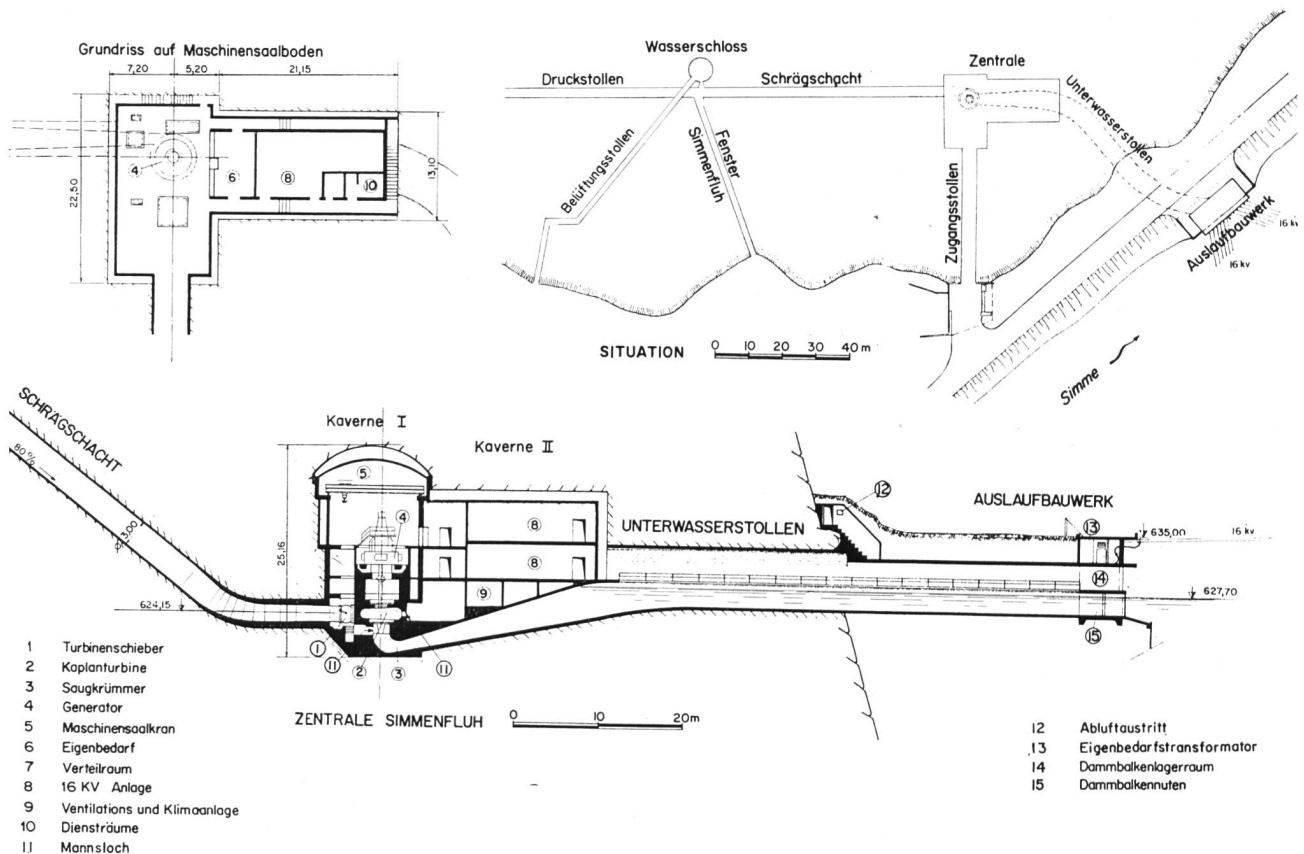 Grundriss auf Maschinensaalboden
7,20 5,20 21,15
22,50
13,10
4
6
8
10
Wasserschloss
Druckstollen
Schrägschacht
Zentrale
Unterwasserstollen
Belüftungsstollen
Fenster
Simmenfluh
Zugangsstollen
Auslaufbauwerk
16 kv
16 kv
SITUATION 0 10 20 30 40 m
Simme
SCHRÄGSCHACHT
80%
Ø 3,00
624,15
Kaverne I
Kaverne II
25,16
5
4
8
8
9
1
11
2
3
11
UNTERWASSERSTOLLEN
12
AUSLAUFBAUWERK
13
635,00 16 kv
14
627,70
15
ZENTRALE SIMMENFLUH 0 10 20m
1 Turbinenschieber
2 Kaplanturbine
3 Saugkrümmer
4 Generator
5 Maschinensaalkran
6 Eigenbedarf
7 Verteilraum
8 16 KV Anlage
9 Ventilations und Klimaanlage
10 Diensträume
11 Mannsloch
12 Abluftaustritt
13 Eigenbedarfstransformator
14 Dammbalkenlagerraum
15 Dammbalkennuten